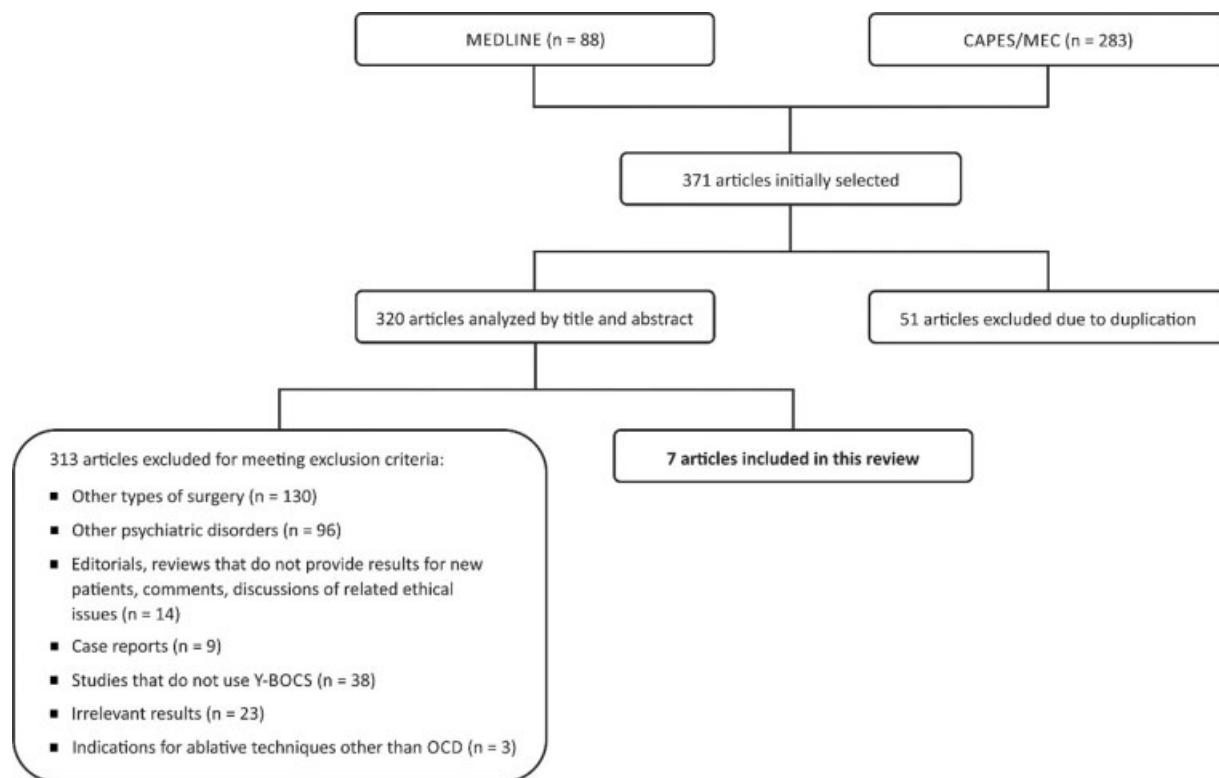 MEDLINE (n = 88)
CAPES/MEC (n = 283)
371 articles initially selected
320 articles analyzed by title and abstract
51 articles excluded due to duplication
313 articles excluded for meeting exclusion criteria:
▪ Other types of surgery (n = 130)
▪ Other psychiatric disorders (n = 96)
▪ Editorials, reviews that do not provide results for new
patients, comments, discussions of related ethical
issues (n = 14)
▪ Case reports (n = 9)
▪ Studies that do not use Y-BOCS (n = 38)
▪ Irrelevant results (n = 23)
▪ Indications for ablative techniques other than OCD (n = 3)
7 articles included in this review